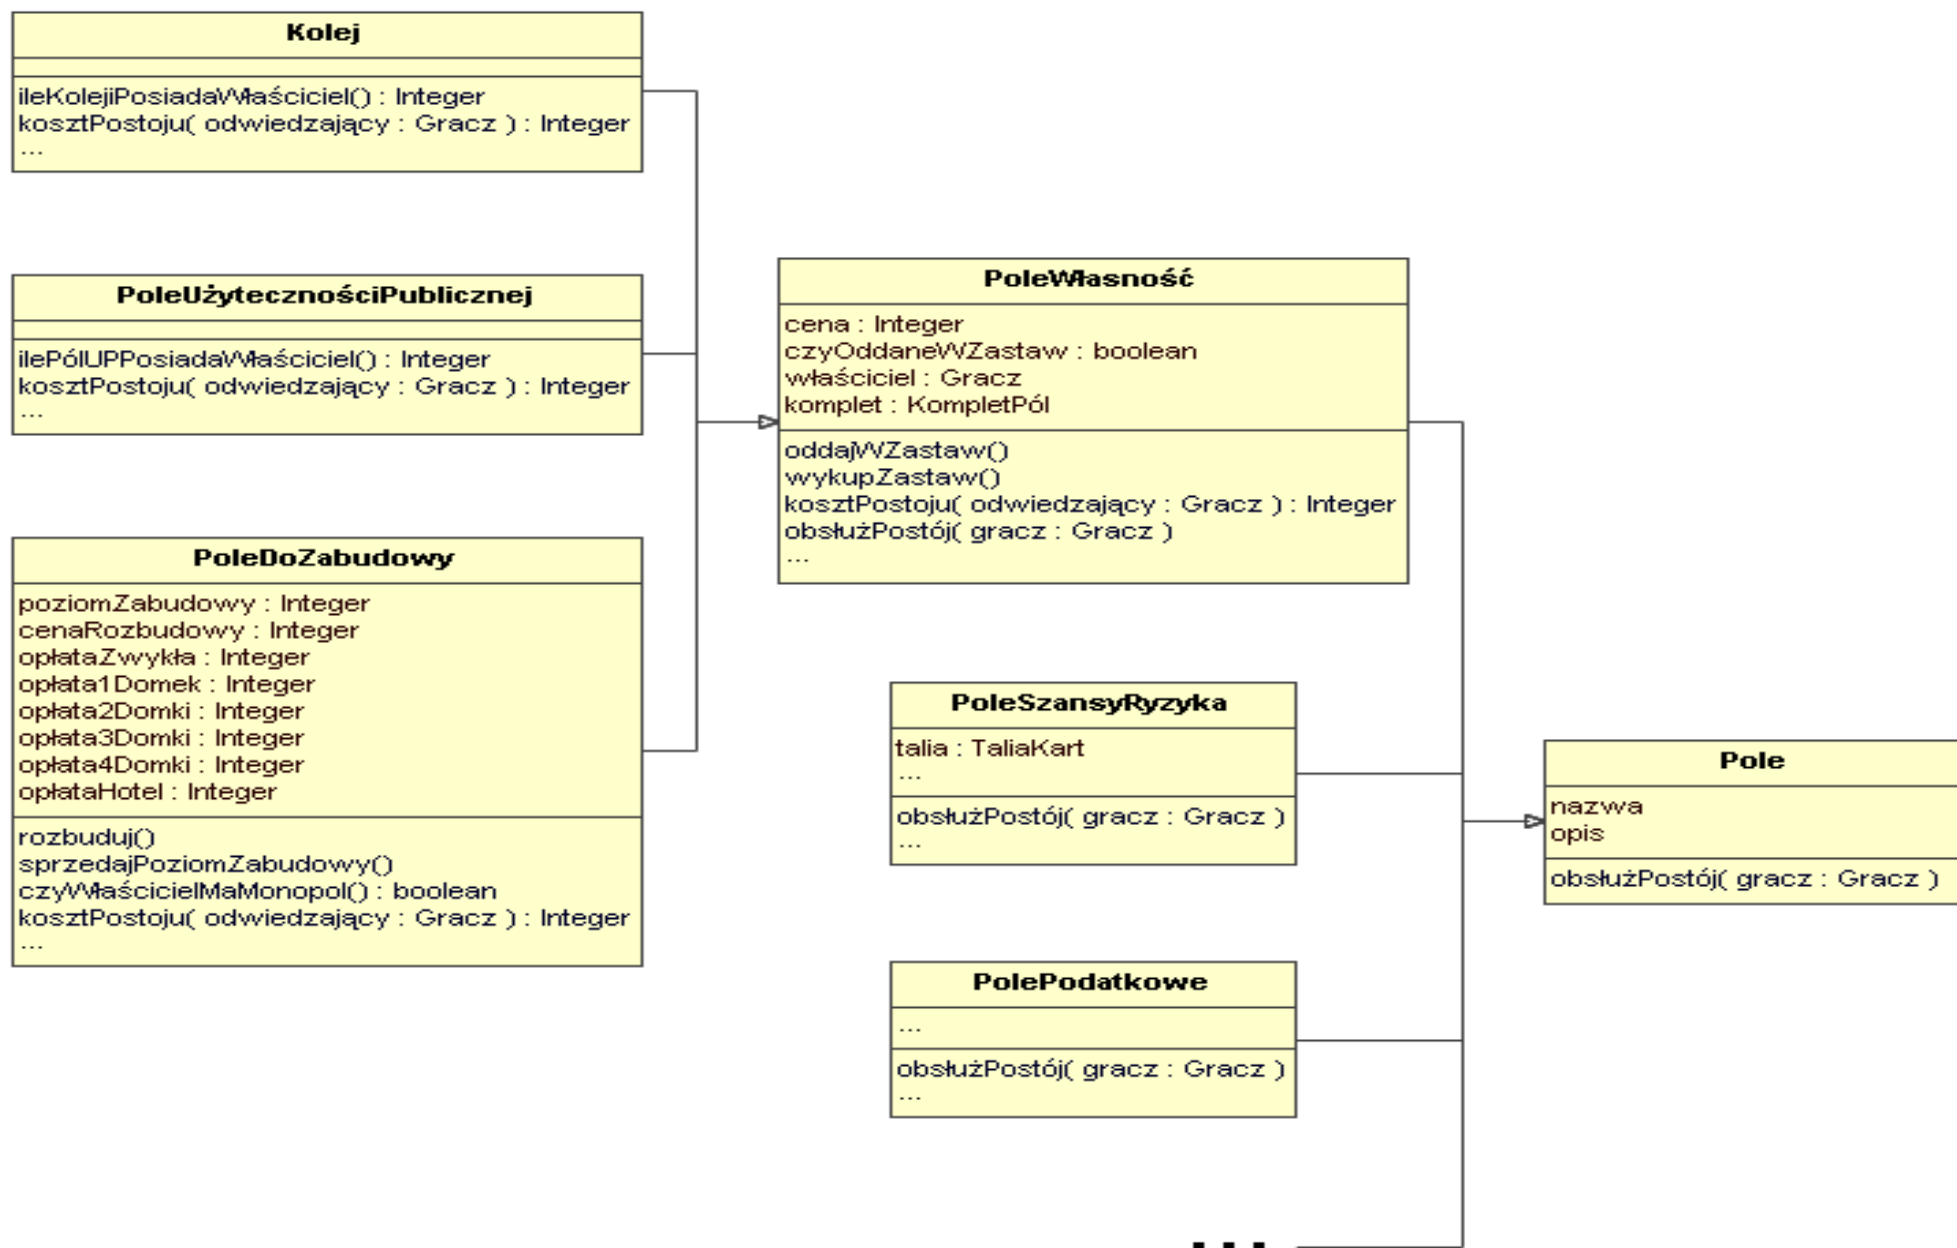 Kolej
ileKolejiPosiadaWłaściciel() : Integer
kosztPostoju( odwiedzający : Gracz ) : Integer
...
PoleUżytecznościPublicznej
ilePólUPPosiadaWłaściciel() : Integer
kosztPostoju( odwiedzający : Gracz ) : Integer
...
PoleDoZabudowy
poziomZabudowy : Integer
cenaRozbudowy : Integer
opłataZwykła : Integer
opłata1Domek : Integer
opłata2Domki : Integer
opłata3Domki : Integer
opłata4Domki : Integer
opłataHotel : Integer
rozbuduj()
sprzedajPoziomZabudowy()
czyWłaścicielMaMonopol() : boolean
kosztPostoju( odwiedzający : Gracz ) : Integer
...
PoleWłasność
cena : Integer
czyOddaneWZastaw : boolean
właściciel : Gracz
komplet : KompletPól
oddajWZastaw()
wykupZastaw()
kosztPostoju( odwiedzający : Gracz ) : Integer
obsłużPostój( gracz : Gracz )
...
PoleSzansyRyzyka
talia : TaliaKart
...
obsłużPostój( gracz : Gracz )
...
PolePodatkowe
...
obsłużPostój( gracz : Gracz )
...
...
Pole
nazwa
opis
obsłużPostój( gracz : Gracz )